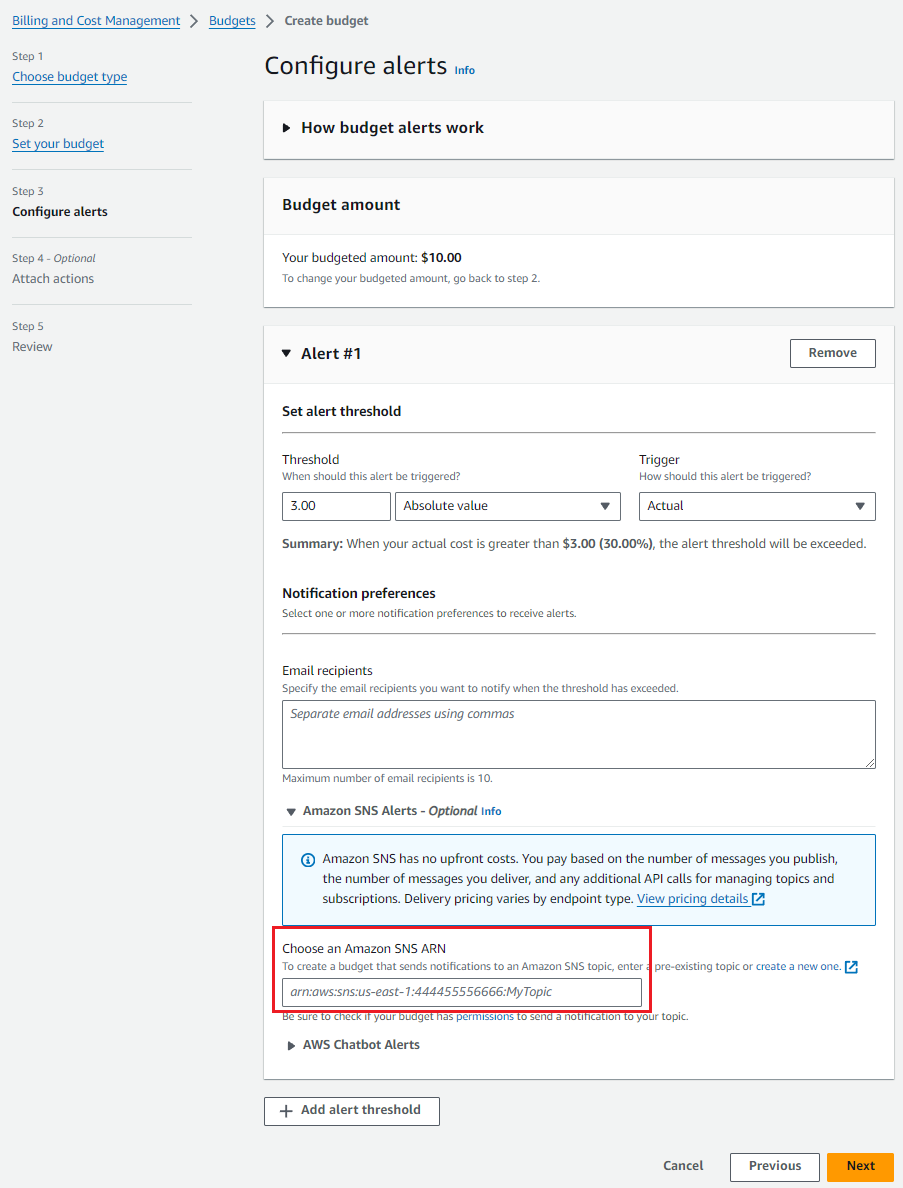 Billing and Cost Management > Budgets > Create budget
Step 1
Choose budget type
Step 2
Set your budget
Step 3
Configure alerts
Step 4 - Optional
Attach actions
Step 5
Review
Configure alerts Info
How budget alerts work
Budget amount
Your budgeted amount: $10.00
To change your budgeted amount, go back to step 2.
Alert #1
Remove
Set alert threshold
Threshold
When should this alert be triggered?
3.00
Absolute value
Trigger
How should this alert be triggered?
Actual
Summary: When your actual cost is greater than $3.00 (30.00%), the alert threshold will be exceeded.
Notification preferences
Select one or more notification preferences to receive alerts.
Email recipients
Specify the email recipients you want to notify when the threshold has exceeded.
Separate email addresses using commas
Maximum number of email recipients is 10.
Amazon SNS Alerts - Optional Info
Amazon SNS has no upfront costs. You pay based on the number of messages you publish,
the number of messages you deliver, and any additional API calls for managing topics and
subscriptions. Delivery pricing varies by endpoint type. View pricing details
Choose an Amazon SNS ARN
To create a budget that sends notifications to an Amazon SNS topic, enter a pre-existing topic or create a new one.
arn:aws:sns:us-east-1:444455556666:MyTopic
Be sure to check if your budget has permissions to send a notification to your topic.
AWS Chatbot Alerts
Add alert threshold
Cancel
Previous
Next